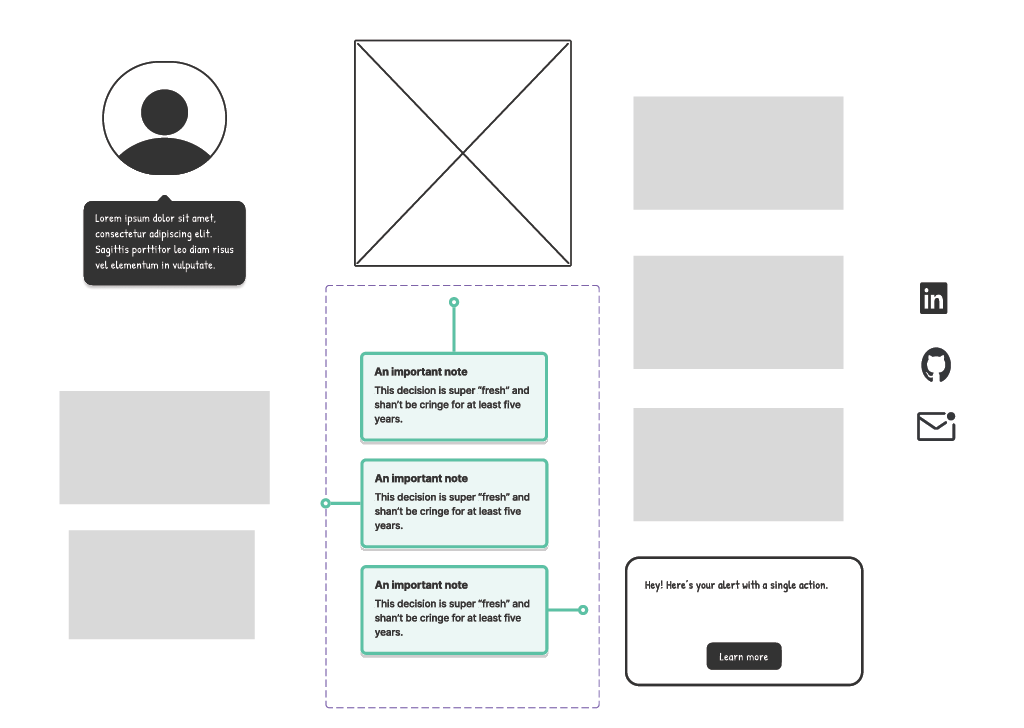 Lorem ipsum dolor sit amet,
consectetur adipiscing elit.
Sagittis porttitor leo diam risus
vel elementum in vulputate.
An important note
This decision is super “fresh” and
shan’t be cringe for at least five
years.
An important note
This decision is super “fresh” and
shan’t be cringe for at least five
years.
An important note
This decision is super “fresh” and
shan’t be cringe for at least five
years.
in
Hey! Here's your alert with a single action.
Learn more